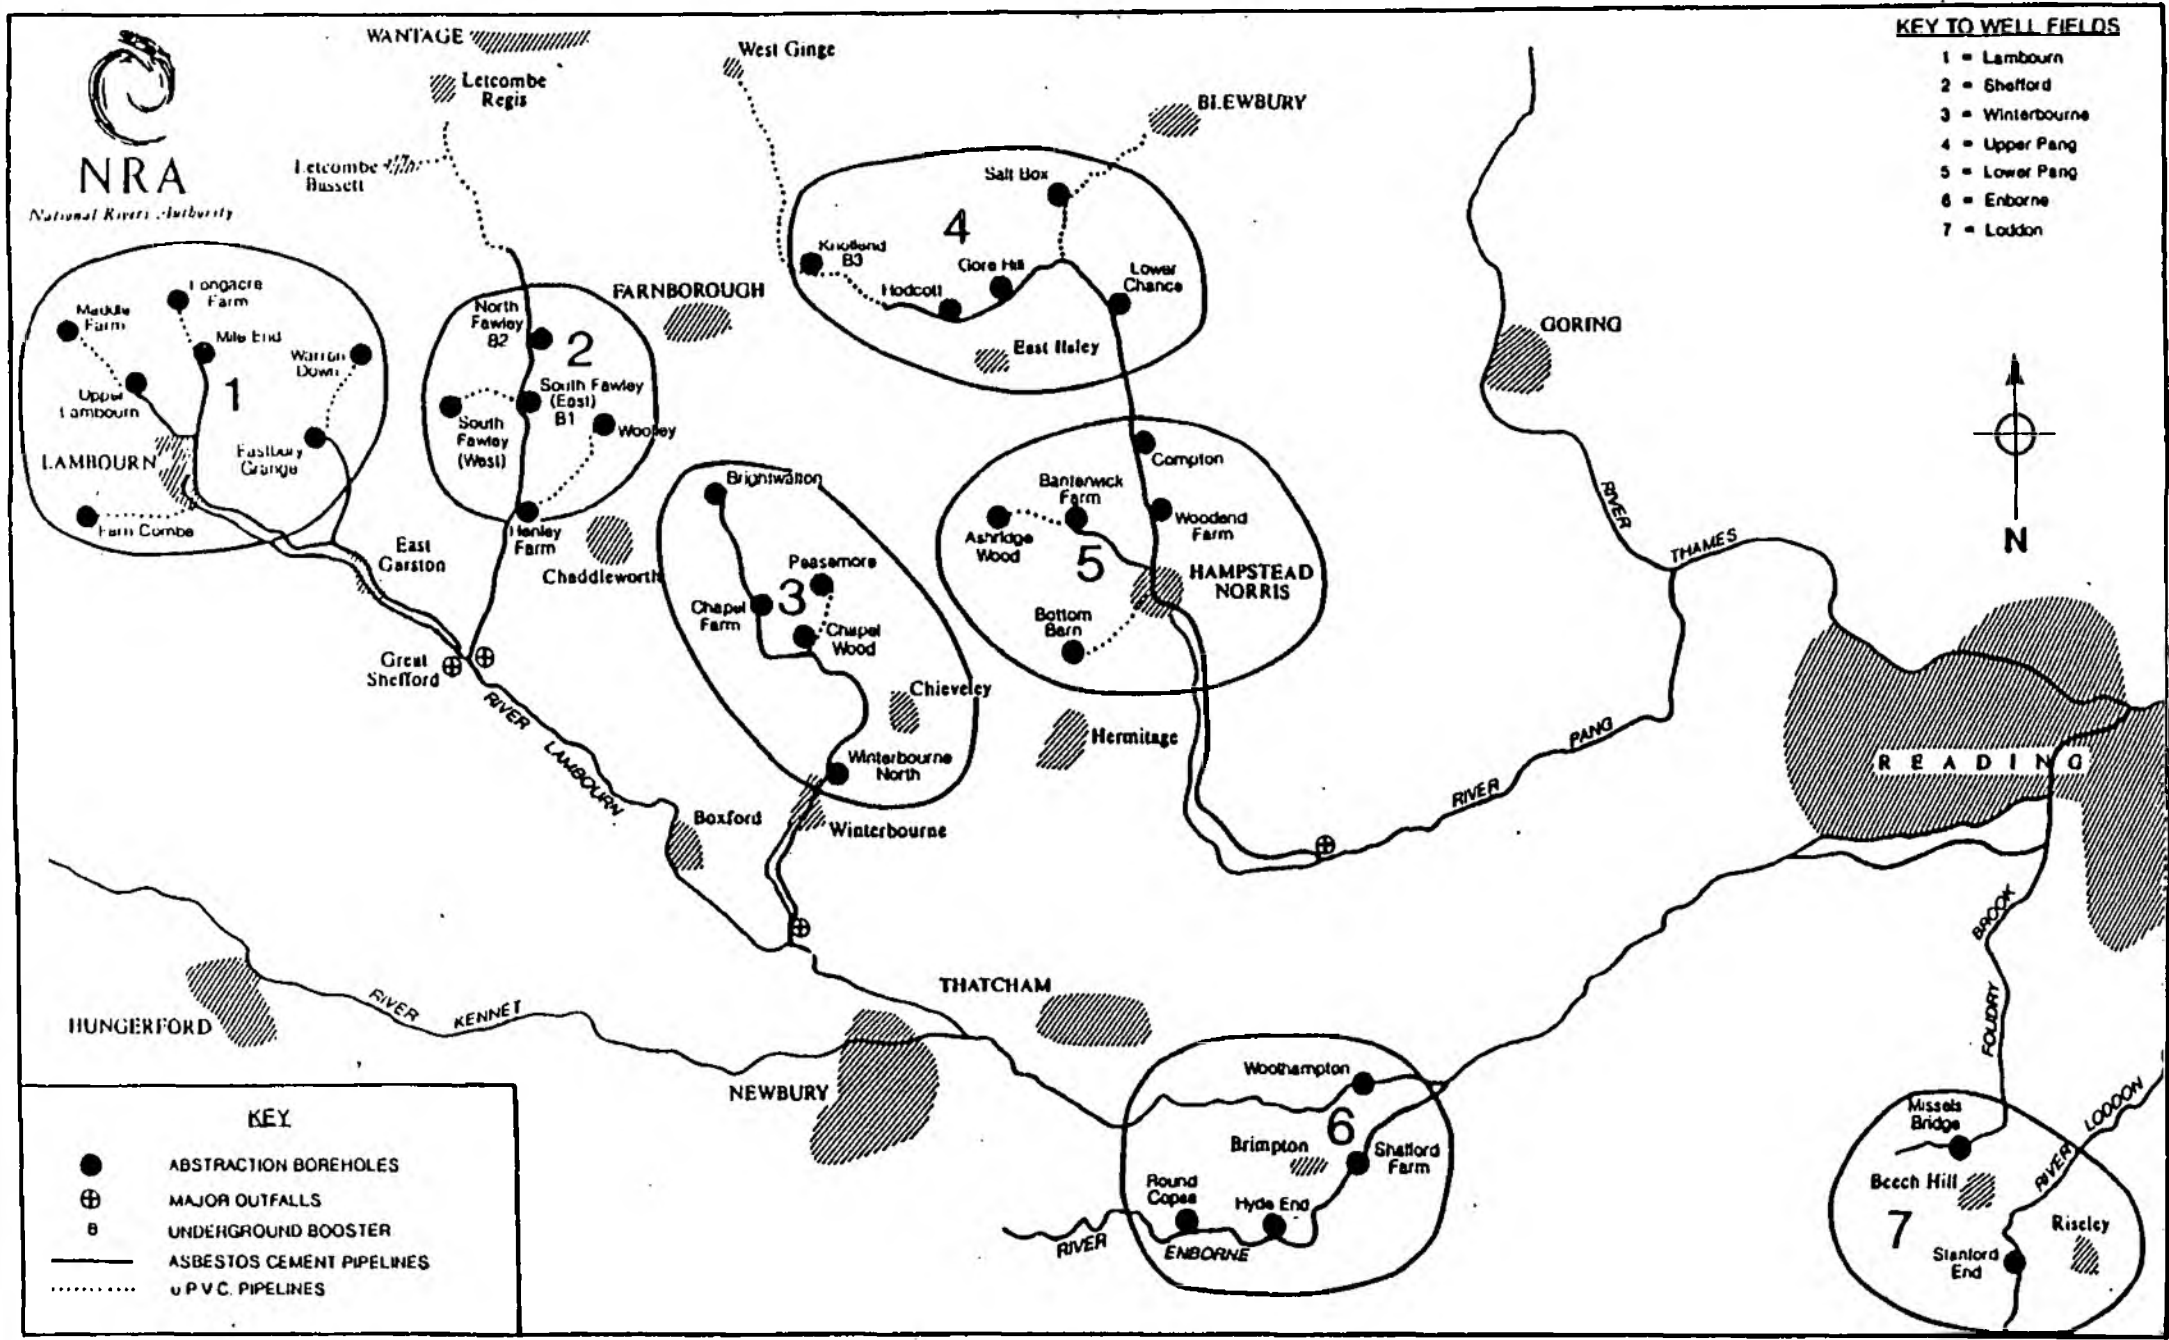 KEY TO WELL FIELDS
1 = Lambourn
2 = Shefford
3 = Winterbourne
4 = Upper Pang
5 = Lower Pang
6 = Enborne
7 = Loddon
NRA
National Rivers Authority
WANTAGE
Letcombe
Regis
Letcombe
Bassett
West Ginge
BLEWBURY
Salt Box
4
Knollend
B3
Gore Hill
Hodcott
Lower
Chance
East Ilsley
FARNBOROUGH
GORING
Longacre
Farm
Maddle
Farm
Mile End
Warren
Down
1
Upper
Lambourn
LAMBOURN
Eastbury
Grange
Farn Combe
North
Fawley
B2
2
South Fawley
(East)
B1
South
Fawley
(West)
Woolley
Henley
Farm
East
Garston
Chaddleworth
Great
Shefford
RIVER
LAMBOURN
Brightwalton
Peasemore
3
Chapel
Farm
Chapel
Wood
Chieveley
Winterbourne
North
Winterbourne
Boxford
Compton
Banterwick
Farm
Woodend
Farm
Ashridge
Wood
5
HAMPSTEAD
NORRIS
Bottom
Barn
Hermitage
RIVER
THAMES
N
RIVER
PANG
READING
HUNGERFORD
RIVER
KENNET
NEWBURY
THATCHAM
Woolhampton
6
Brimpton
Shalford
Farm
Round
Copse
Hyde End
RIVER
ENBORNE
FOUDRY
BROOK
RIVER
LODDON
Missels
Bridge
Beech Hill
7
Riseley
Stanford
End
KEY
ABSTRACTION BOREHOLES
MAJOR OUTFALLS
B
UNDERGROUND BOOSTER
ASBESTOS CEMENT PIPELINES
u P V C. PIPELINES